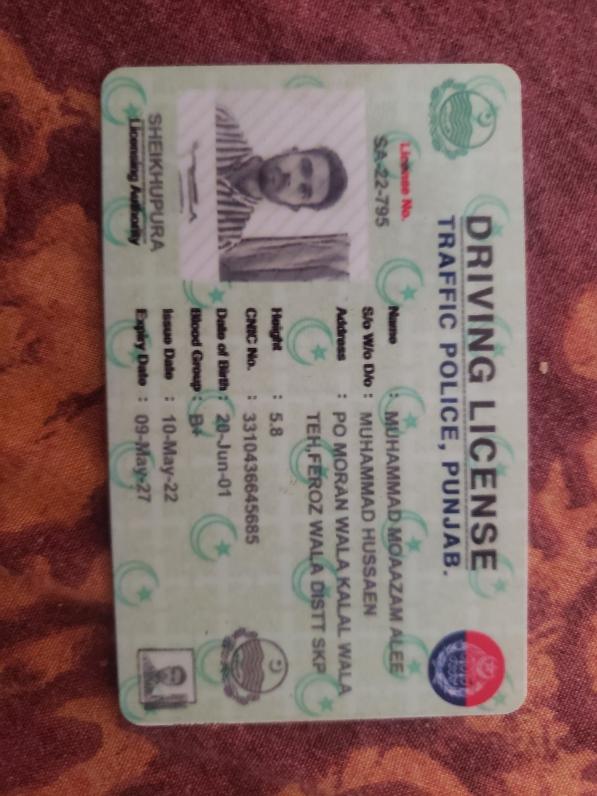 DRIVING LICENSE
TRAFFIC POLICE, PUNJAB.
License No.
SA-22-795
Name : MUHAMMAD MOAAZAM ALEE
S/o W/o D/o : MUHAMMAD HUSSAEN
Address : PO MORAN WALA KALAL WALA
TEH,FEROZ WALA DISTT SKP
Height : 5.8
CNIC No. : 3310436645685
Date of Birth : 20-Jun-01
Blood Group : B+
Issue Date : 10-May-22
Expiry Date : 09-May-27
SHEIKHUPURA
Licensing Authority